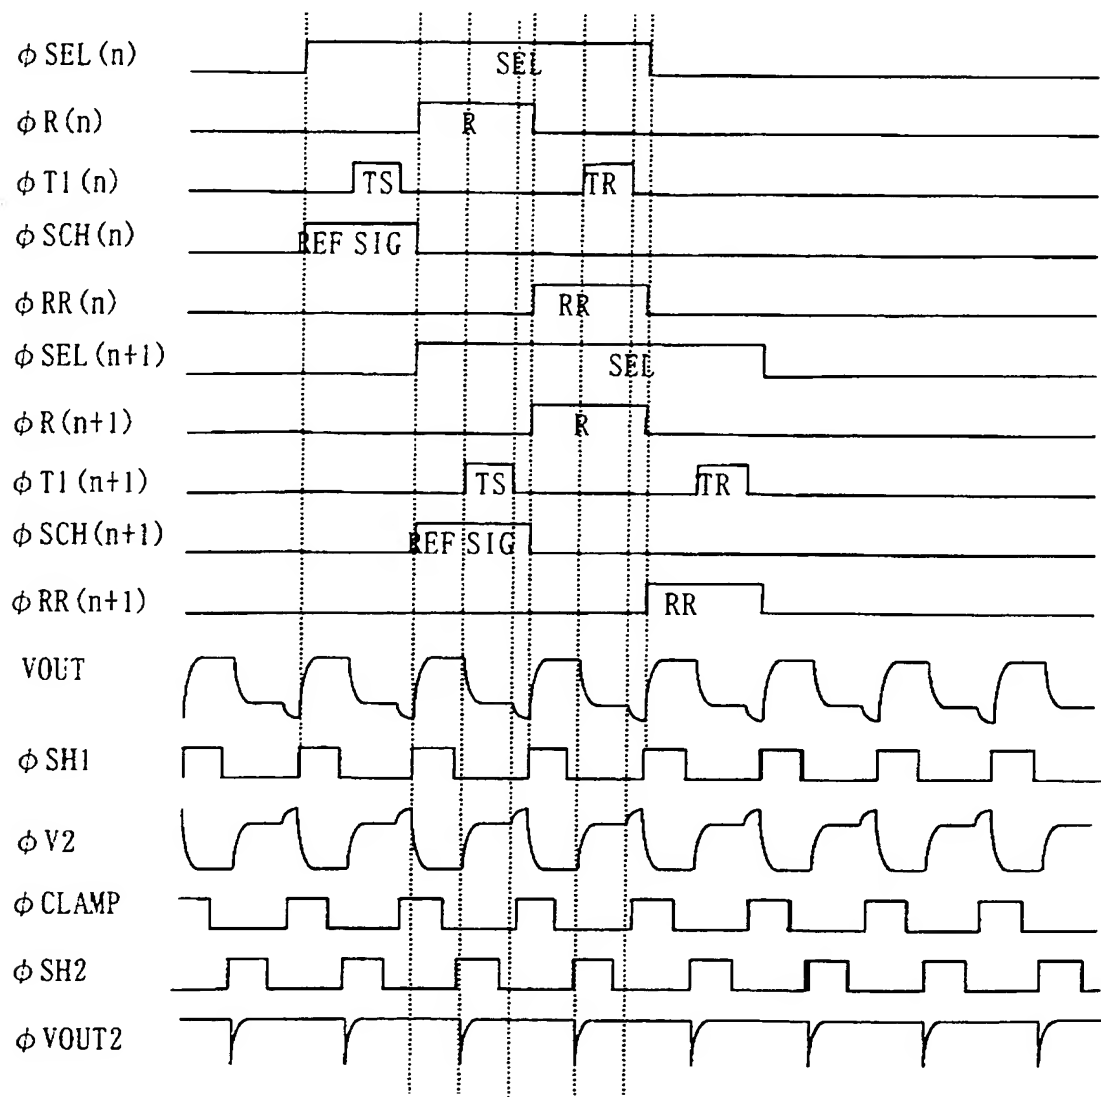 φ SEL(n) SEL
φ R(n) R
φ T1(n) TS TR
φ SCH(n) REF SIG
φ RR(n) RR
φ SEL(n+1) SEL
φ R(n+1) R
φ T1(n+1) TS TR
φ SCH(n+1) REF SIG
φ RR(n+1) RR
VOUT
φ SH1
φ V2
φ CLAMP
φ SH2
φ VOUT2